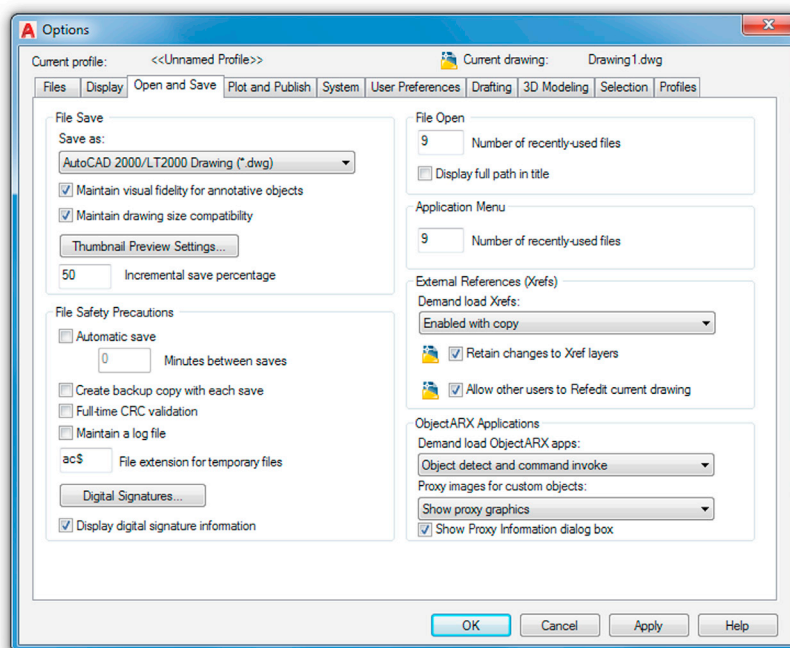 A Options
Current profile: <<Unnamed Profile>> Current drawing: Drawing1.dwg
Files Display Open and Save Plot and Publish System User Preferences Drafting 3D Modeling Selection Profiles
File Save
Save as:
AutoCAD 2000/LT2000 Drawing (*.dwg)
Maintain visual fidelity for annotative objects
Maintain drawing size compatibility
Thumbnail Preview Settings...
50 Incremental save percentage
File Safety Precautions
Automatic save
0 Minutes between saves
Create backup copy with each save
Full-time CRC validation
Maintain a log file
ac$ File extension for temporary files
Digital Signatures...
Display digital signature information
File Open
9 Number of recently-used files
Display full path in title
Application Menu
9 Number of recently-used files
External References (Xrefs)
Demand load Xrefs:
Enabled with copy
Retain changes to Xref layers
Allow other users to Refedit current drawing
ObjectARX Applications
Demand load ObjectARX apps:
Object detect and command invoke
Proxy images for custom objects:
Show proxy graphics
Show Proxy Information dialog box
OK Cancel Apply Help